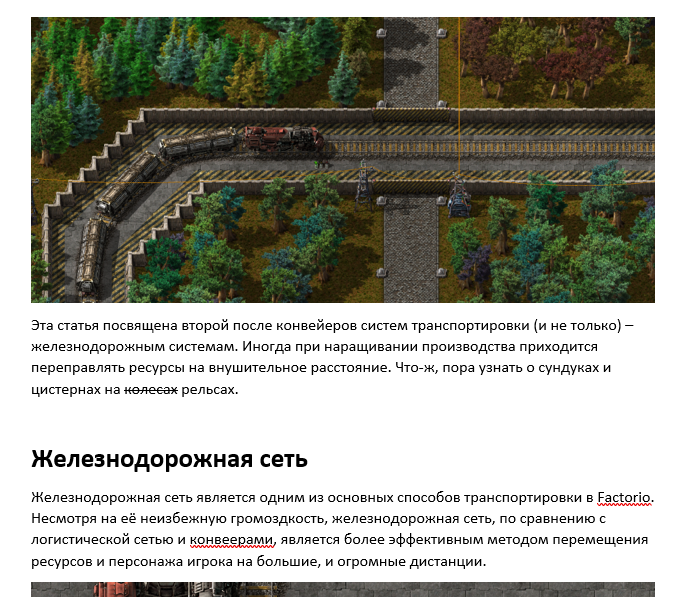 Эта статья посвящена второй после конвейеров систем транспортировки (и не только) –
железнодорожным системам. Иногда при наращивании производства приходится
переправлять ресурсы на внушительное расстояние. Что-ж, пора узнать о сундуках и
цистернах на колесах рельсах.
Железнодорожная сеть
Железнодорожная сеть является одним из основных способов транспортировки в Factorio.
Несмотря на её неизбежную громоздкость, железнодорожная сеть, по сравнению с
логистической сетью и конвеерами, является более эффективным методом перемещения
ресурсов и персонажа игрока на большие, и огромные дистанции.